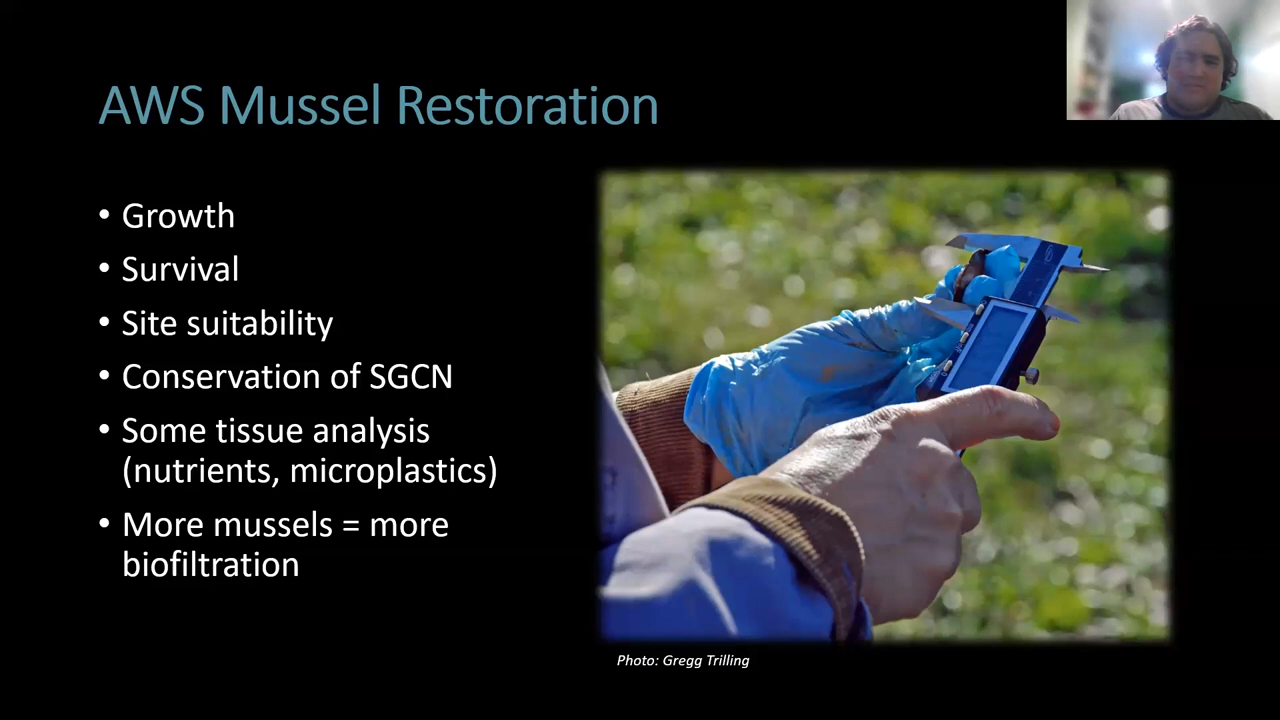 AWS Mussel Restoration
• Growth
• Survival
• Site suitability
• Conservation of SGCN
• Some tissue analysis
(nutrients, microplastics)
• More mussels = more
biofiltration
Photo: Gregg Trilling